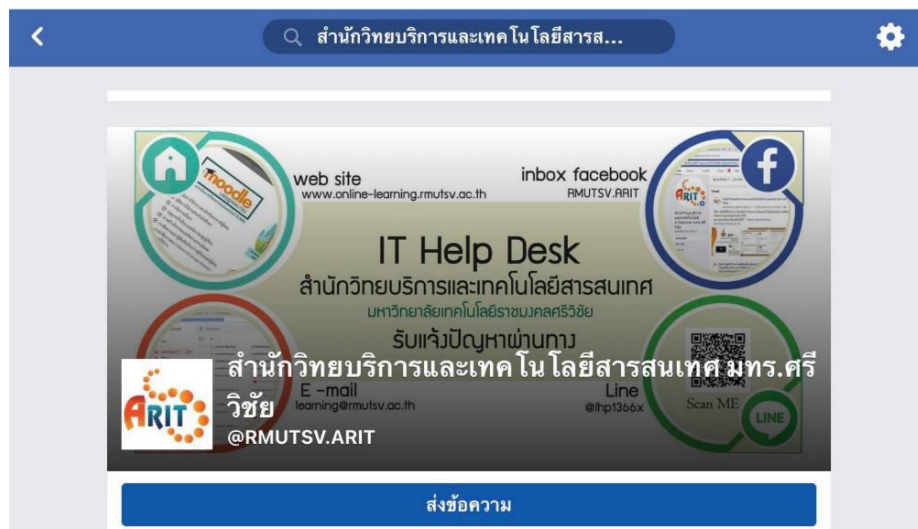 สำนักวิทยบริการและเทคโนโลยีสารส...
moodle
web site
www.online-learning.rmutsv.ac.th
inbox facebook
RMUTSV.ARIT
IT Help Desk
สำนักวิทยบริการและเทคโนโลยีสารสนเทศ
มหาวิทยาลัยเทคโนโลยีราชมงคลศรีวิชัย
รับแจ้งปัญหาผ่านทาง
E -mail
learning@rmutsv.ac.th
Line
@lhp1366x
Scan ME
LINE
ARIT
สำนักวิทยบริการและเทคโนโลยีสารสนเทศ มทร.ศรี
วิชัย
@RMUTSV.ARIT
ส่งข้อความ